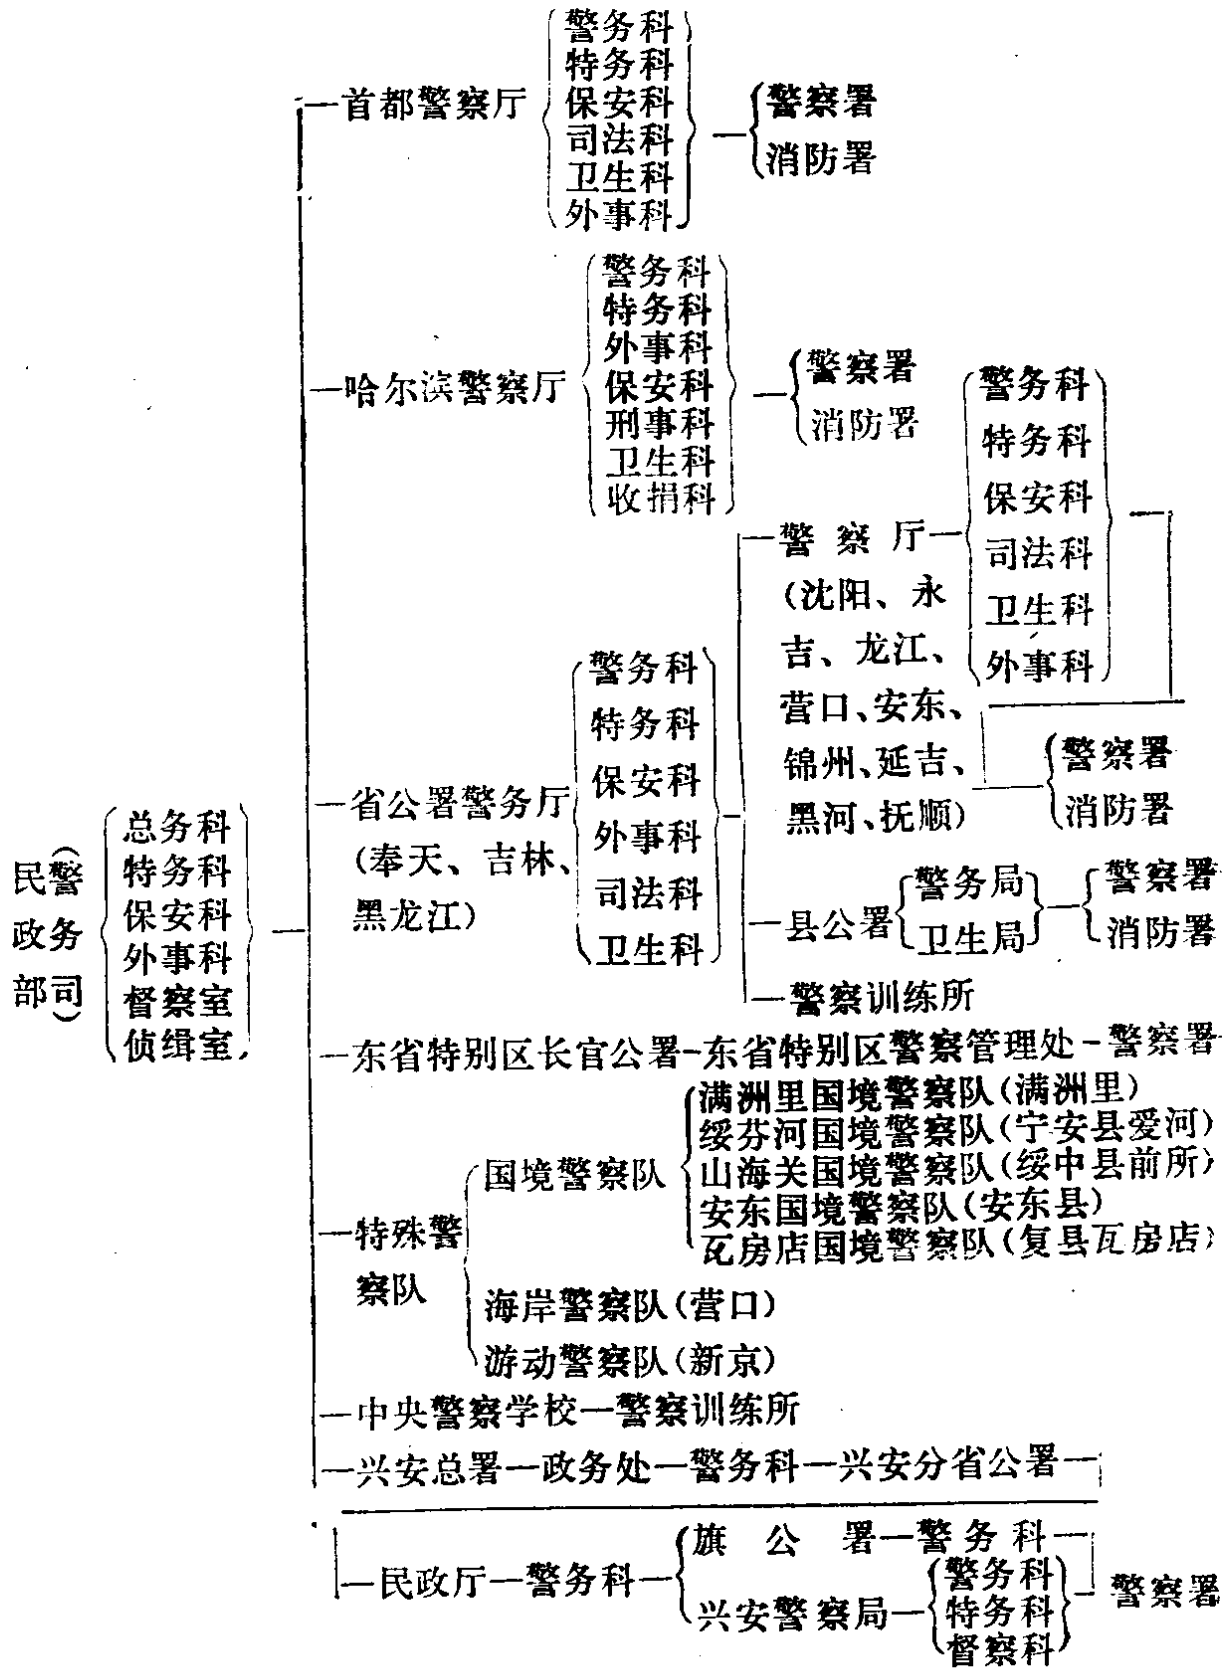 民政部
(警务司)
总务科
特务科
保安科
外事科
督察室
侦缉室
首都警察厅
警务科
特务科
保安科
司法科
卫生科
外事科
警察署
消防署
哈尔滨警察厅
警务科
特务科
外事科
保安科
刑事科
卫生科
收捐科
警察署
消防署
省公署警务厅
(奉天、吉林、
黑龙江)
警务科
特务科
保安科
外事科
司法科
卫生科
警察厅
(沈阳、永
吉、龙江、
营口、安东、
锦州、延吉、
黑河、抚顺)
警务科
特务科
保安科
司法科
卫生科
外事科
警察署
消防署
县公署
警务局
卫生局
警察署
消防署
警察训练所
东省特别区长官公署—东省特别区警察管理处—警察署
特殊警
察队
国境警察队
满洲里国境警察队(满洲里)
绥芬河国境警察队(宁安县爱河)
山海关国境警察队(绥中县前所)
安东国境警察队(安东县)
瓦房店国境警察队(复县瓦房店)
海岸警察队(营口)
游动警察队(新京)
中央警察学校—警察训练所
兴安总署—政务处—警务科—兴安分省公署—
民政厅—警务科—
旗公署—警务科
兴安警察局—
警务科
特务科
督察科
警察署